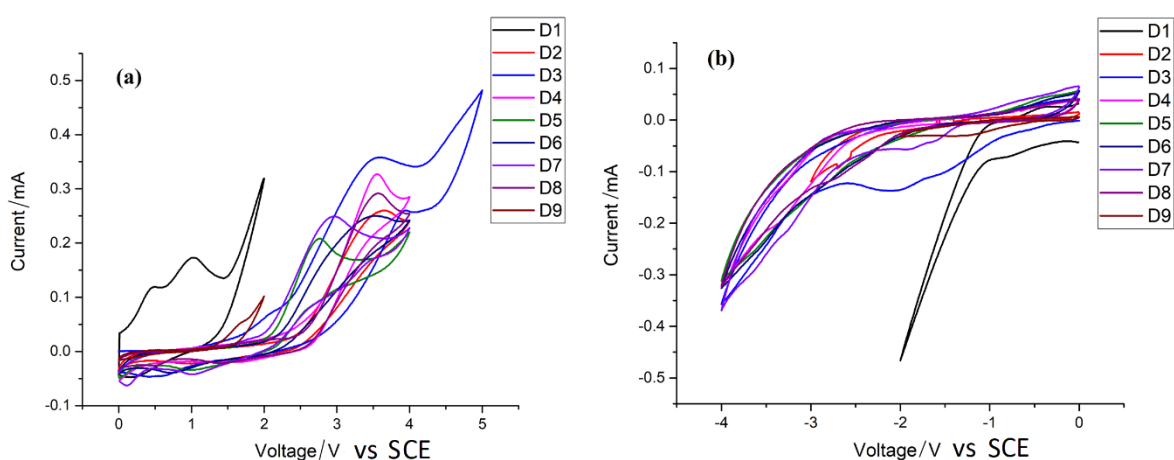 (a)
D1
D2
D3
D4
D5
D6
D7
D8
D9
Current /mA
0.5
0.4
0.3
0.2
0.1
0.0
-0.1
0
1
2
3
4
5
Voltage/V vs SCE
(b)
D1
D2
D3
D4
D5
D6
D7
D8
D9
Current /mA
0.1
0.0
-0.1
-0.2
-0.3
-0.4
-0.5
-4
-3
-2
-1
0
Voltage/V vs SCE